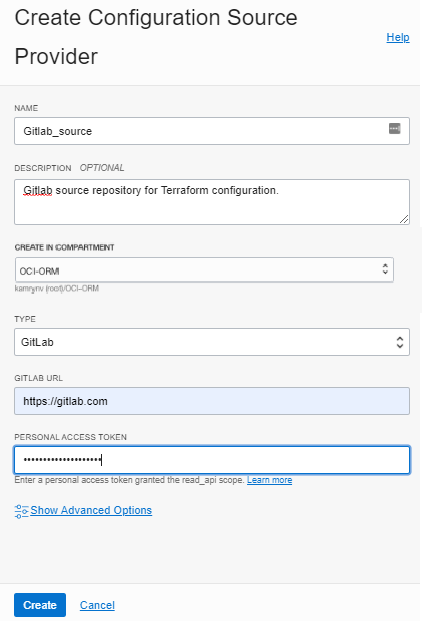 Create Configuration Source
Provider
Help
NAME
Gitlab_source
DESCRIPTION OPTIONAL
Gitlab source repository for Terraform configuration.
CREATE IN COMPARTMENT
OCI-ORM
kamrynv (root)/OCI-ORM
TYPE
GitLab
GITLAB URL
https://gitlab.com
PERSONAL ACCESS TOKEN
••••••••••••••••••••
Enter a personal access token granted the read_api scope. Learn more
Show Advanced Options
Create Cancel